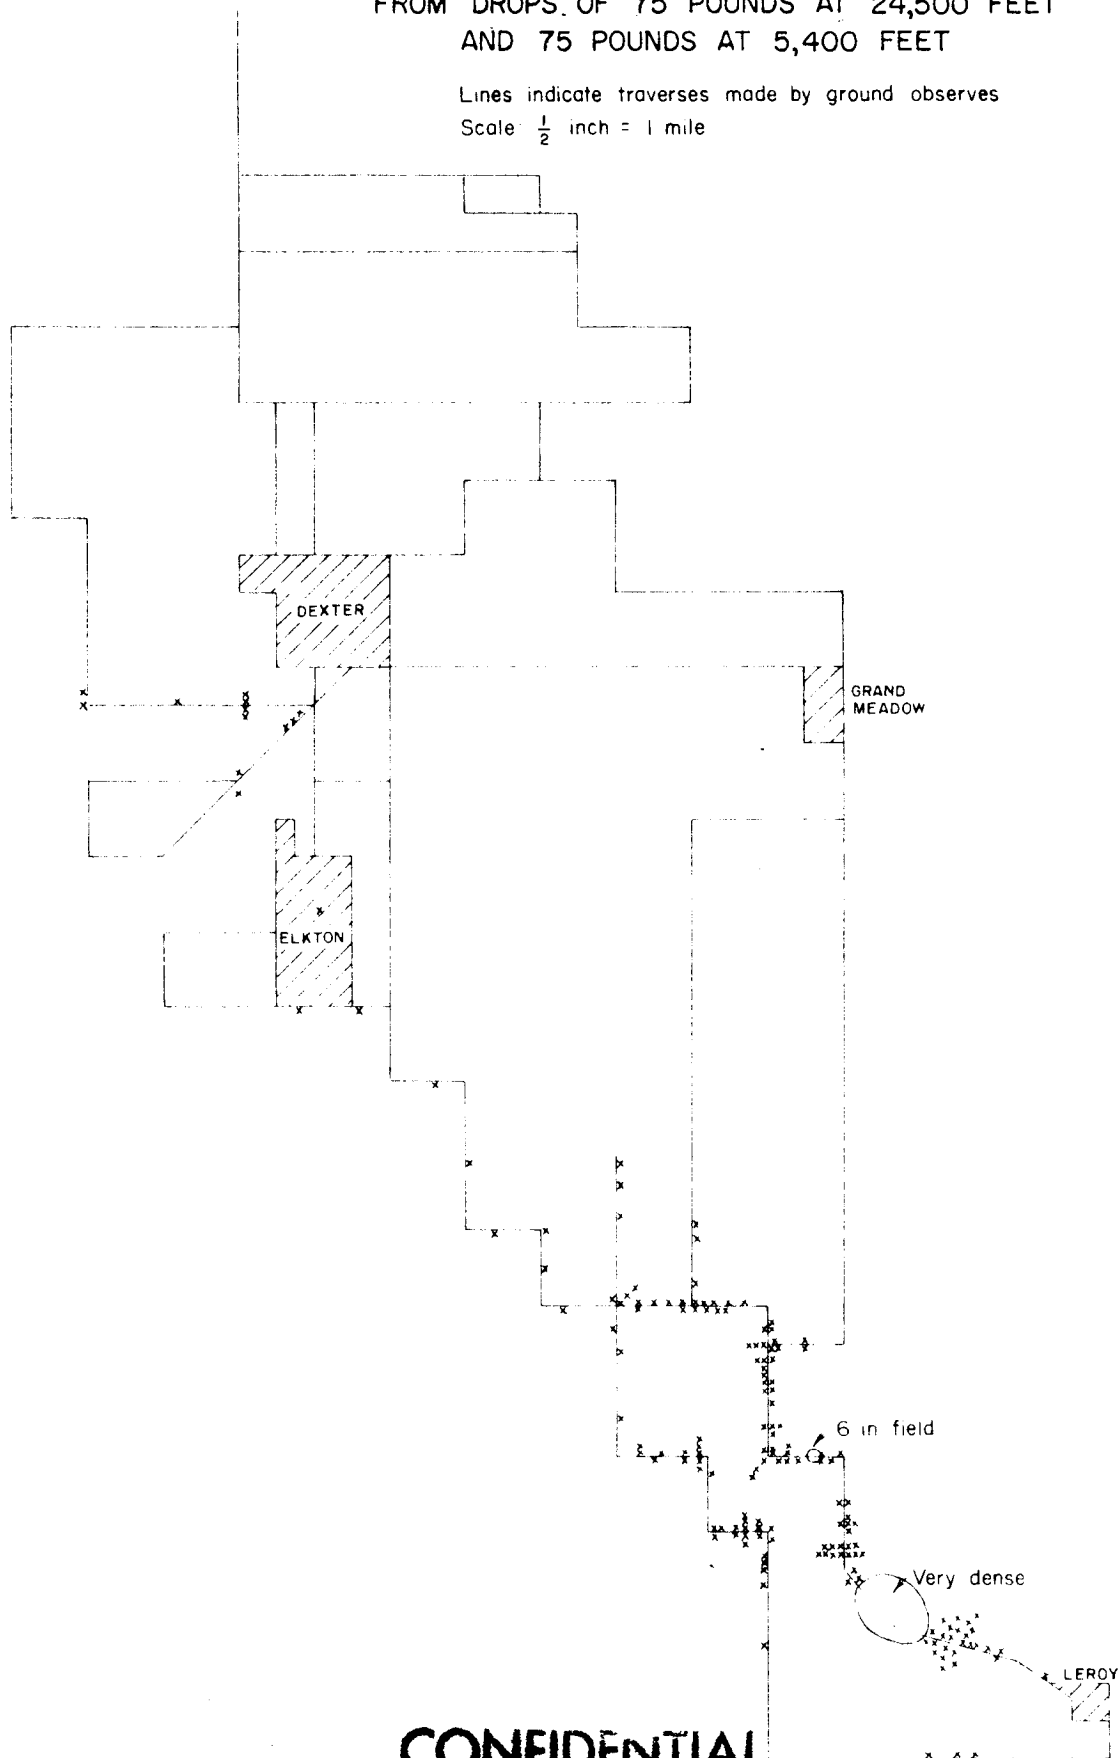 FROM DROPS OF 75 POUNDS AT 24,500 FEET
AND 75 POUNDS AT 5,400 FEET
Lines indicate traverses made by ground observes
Scale 1/2 inch = 1 mile
DEXTER
GRAND
MEADOW
ELKTON
6 in field
Very dense
LEROY
CONFIDENTIAL